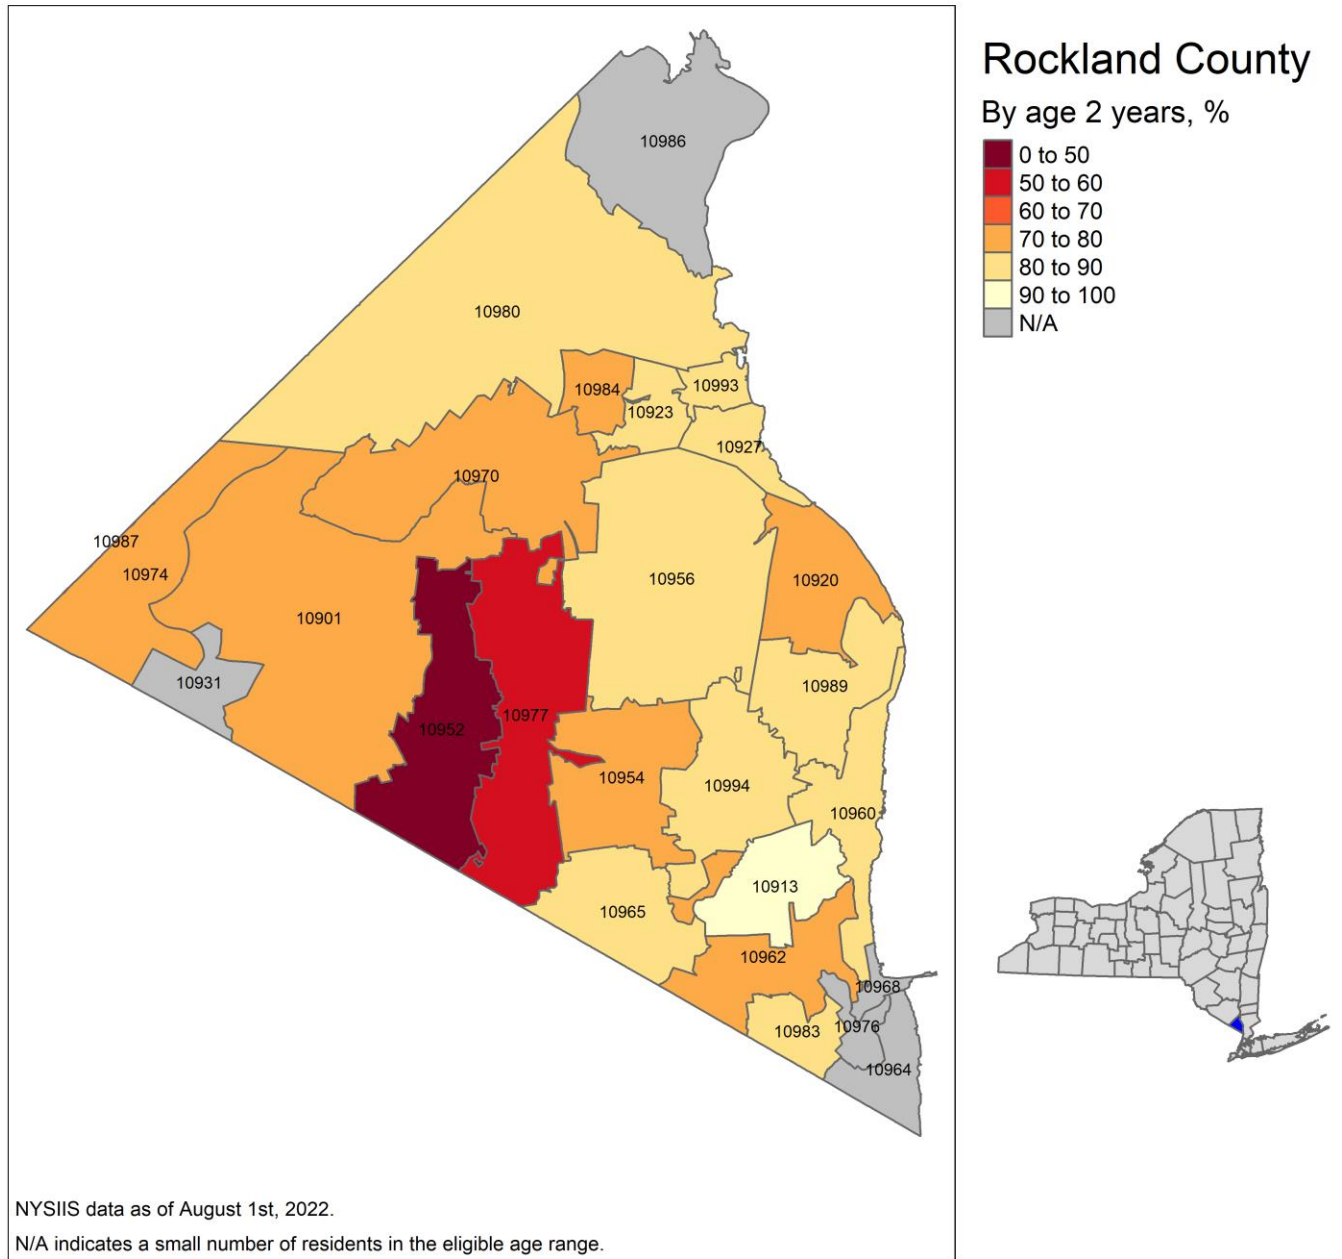 Rockland County
By age 2 years, %
0 to 50
50 to 60
60 to 70
70 to 80
80 to 90
90 to 100
N/A
10986
10980
10984
10993
10923
10927
10970
10987
10974
10956
10920
10901
10931
10989
10952
10977
10954
10994
10960
10913
10965
10962
10968
10983
10976
10964
NYSIIS data as of August 1st, 2022.
N/A indicates a small number of residents in the eligible age range.